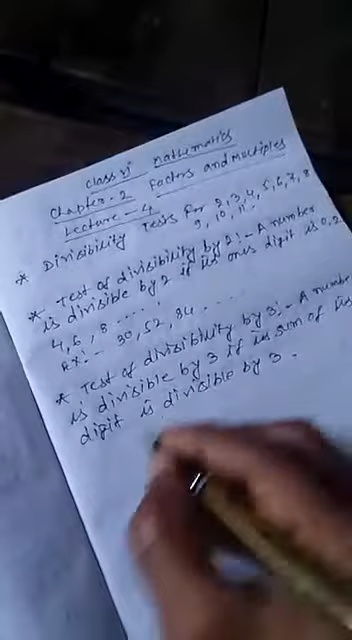 Class VI mathematics
Chapter-2 Factors and Multiples
Lecture - 4
* Divisibility Tests for 2,3,4,5,6,7,8
9, 10, 11.
* Test of divisibility by 2:- A number
is divisible by 2 if its ones digit is 0,2
4,6,8 .....
Ex:- 30,52,84 .....
* Test of divisibility by 3:- A number
is divisible by 3 if its sum of its
digit is divisible by 3.